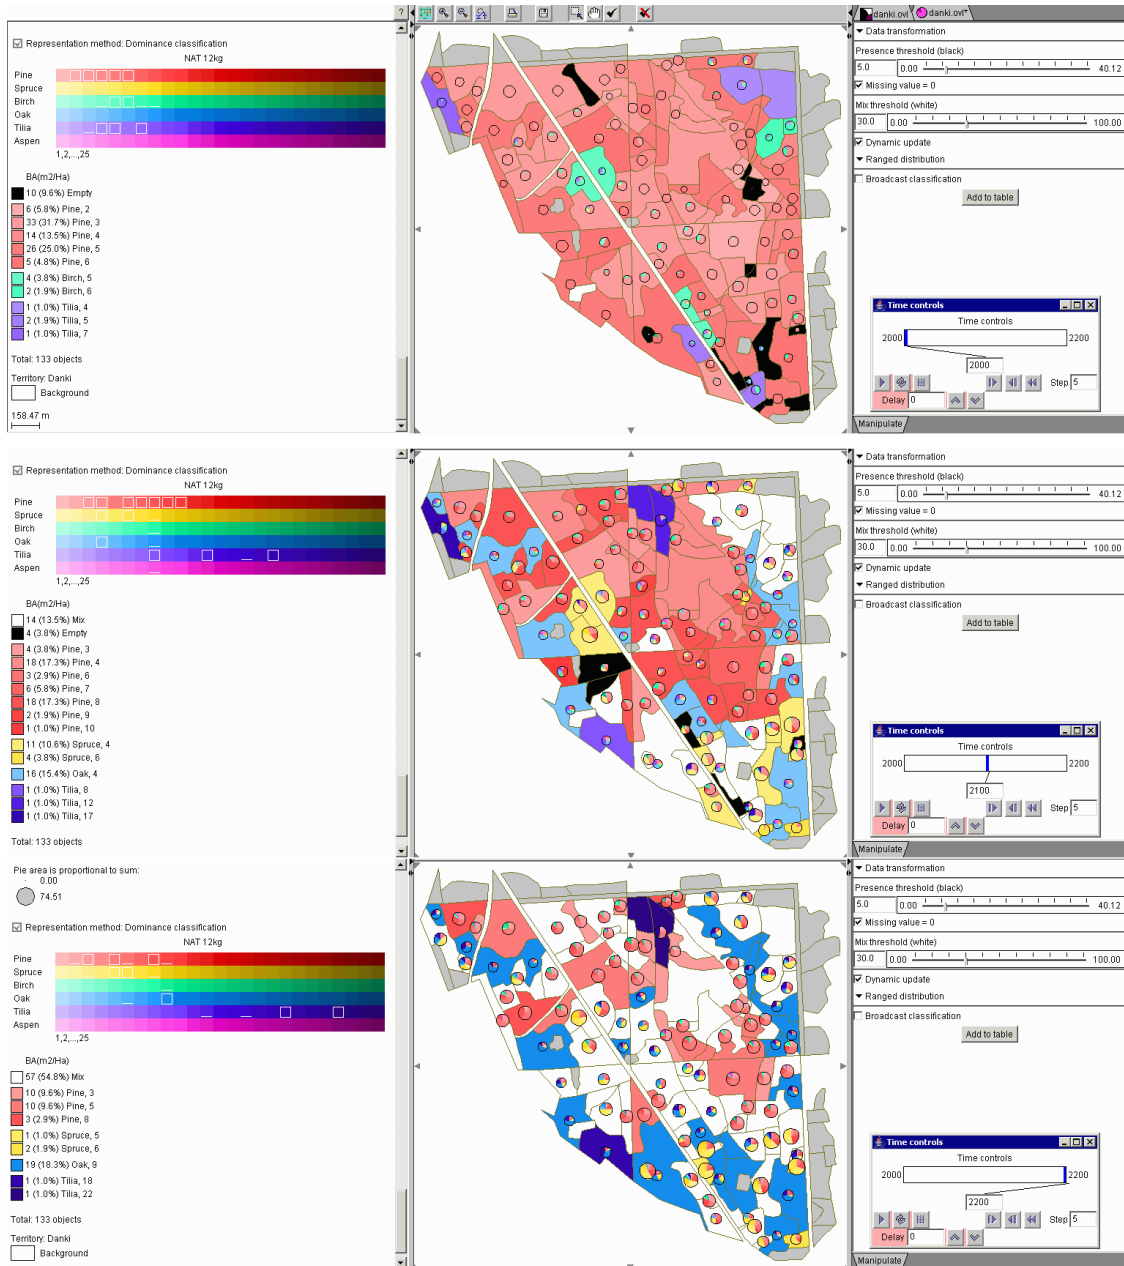 ?
danki.ovl
danki.ovl*
Representation method: Dominance classification
NAT 12kg
Pine
Spruce
Birch
Oak
Tilia
Aspen
1,2,...,25
BA(m2/Ha)
10 (9.6%) Empty
6 (5.8%) Pine, 2
33 (31.7%) Pine, 3
14 (13.5%) Pine, 4
26 (25.0%) Pine, 5
5 (4.8%) Pine, 6
4 (3.8%) Birch, 5
2 (1.9%) Birch, 6
1 (1.0%) Tilia, 4
2 (1.9%) Tilia, 5
1 (1.0%) Tilia, 7
Total: 133 objects
Territory: Danki
Background
158.47 m
Data transformation
Presence threshold (black)
5.0 0.00 40.12
Missing value = 0
Mix threshold (white)
30.0 0.00 100.00
Dynamic update
Ranged distribution
Broadcast classification
Add to table
Time controls
Time controls
2000 2200
2000
Step 5
Delay 0
Manipulate
Representation method: Dominance classification
NAT 12kg
Pine
Spruce
Birch
Oak
Tilia
Aspen
1,2,...,25
BA(m2/Ha)
14 (13.5%) Mix
4 (3.8%) Empty
4 (3.8%) Pine, 3
18 (17.3%) Pine, 4
3 (2.9%) Pine, 6
6 (5.8%) Pine, 7
18 (17.3%) Pine, 8
2 (1.9%) Pine, 9
1 (1.0%) Pine, 10
11 (10.6%) Spruce, 4
4 (3.8%) Spruce, 6
16 (15.4%) Oak, 4
1 (1.0%) Tilia, 8
1 (1.0%) Tilia, 12
1 (1.0%) Tilia, 17
Total: 133 objects
Data transformation
Presence threshold (black)
5.0 0.00 40.12
Missing value = 0
Mix threshold (white)
30.0 0.00 100.00
Dynamic update
Ranged distribution
Broadcast classification
Add to table
Time controls
Time controls
2000 2200
2100
Step 5
Delay 0
Manipulate
Pie area is proportional to sum:
0.00
74.51
Representation method: Dominance classification
NAT 12kg
Pine
Spruce
Birch
Oak
Tilia
Aspen
1,2,...,25
BA(m2/Ha)
57 (54.8%) Mix
10 (9.6%) Pine, 3
10 (9.6%) Pine, 5
3 (2.9%) Pine, 8
1 (1.0%) Spruce, 5
2 (1.9%) Spruce, 6
19 (18.3%) Oak, 9
1 (1.0%) Tilia, 18
1 (1.0%) Tilia, 22
Total: 133 objects
Territory: Danki
Background
Data transformation
Presence threshold (black)
5.0 0.00 40.12
Missing value = 0
Mix threshold (white)
30.0 0.00 100.00
Dynamic update
Ranged distribution
Broadcast classification
Add to table
Time controls
Time controls
2000 2200
2200
Step 5
Delay 0
Manipulate